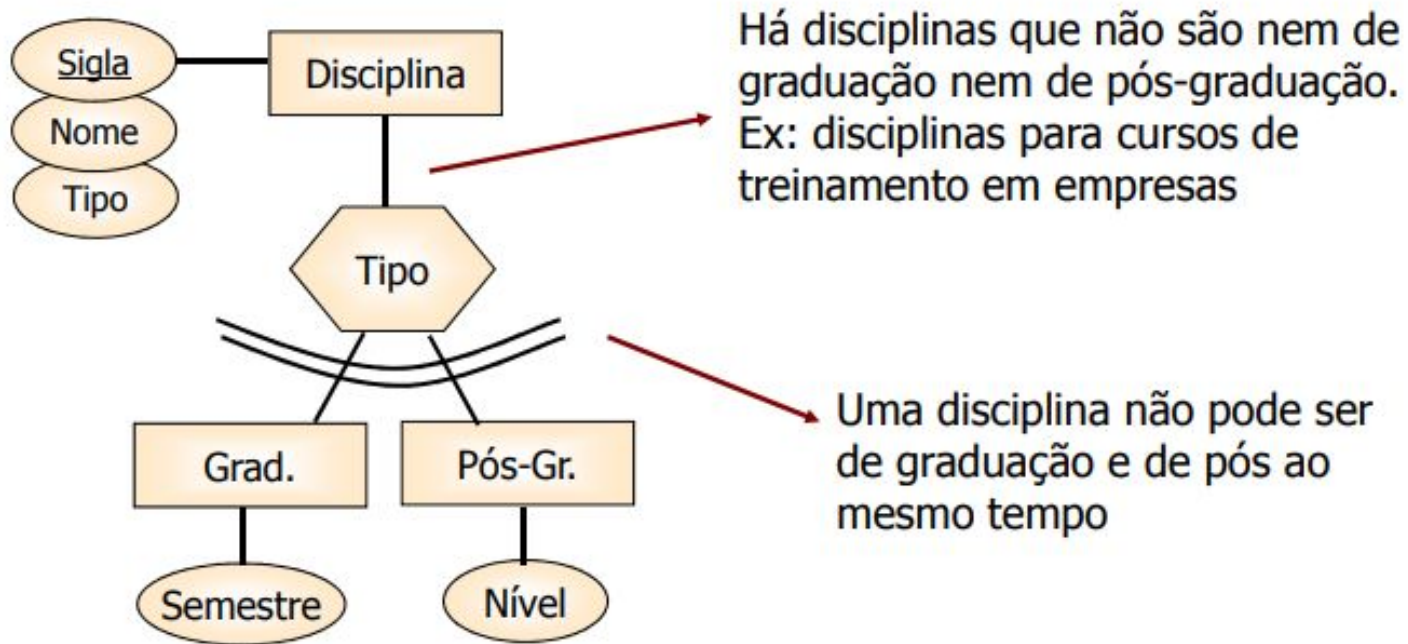 Sigla
Nome
Tipo
Disciplina
Tipo
Grad.
Pós-Gr.
Semestre
Nível
Há disciplinas que não são nem de
graduação nem de pós-graduação.
Ex: disciplinas para cursos de
treinamento em empresas
Uma disciplina não pode ser
de graduação e de pós ao
mesmo tempo